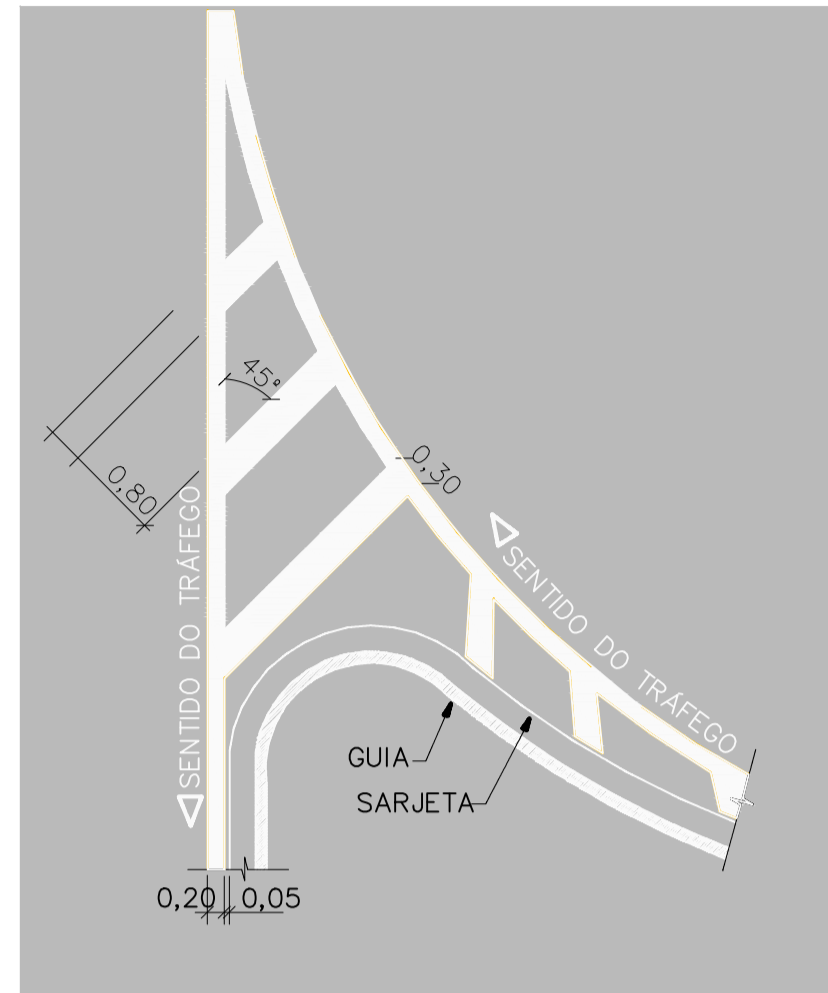 45°
0,80
0,30
SENTIDO DO TRÁFEGO
SENTIDO DO TRÁFEGO
GUIA
SARJETA
0,20
0,05